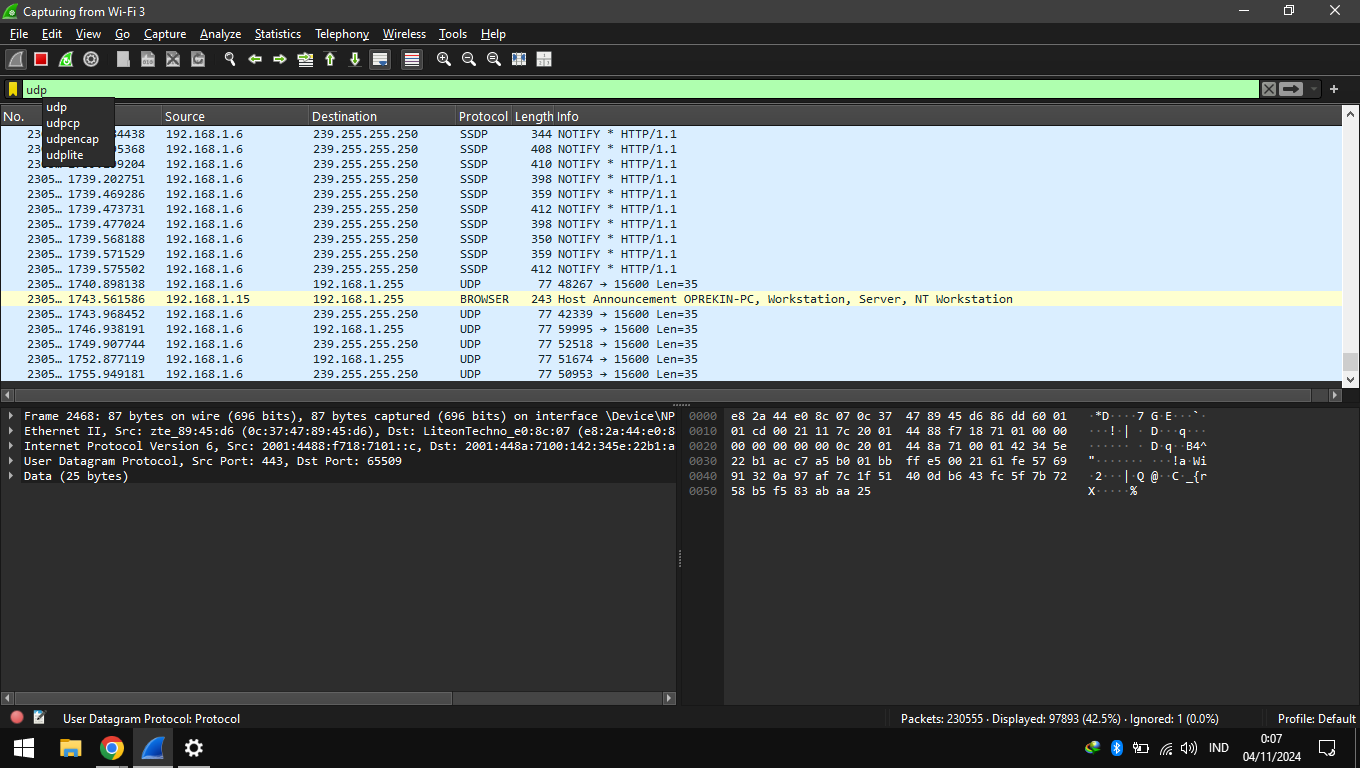 Capturing from Wi-Fi 3
File Edit View Go Capture Analyze Statistics Telephony Wireless Tools Help
udp
udp
udpcp
udpencap
udplite
No. Source Destination Protocol Length Info
4438 192.168.1.6 239.255.255.250 SSDP 344 NOTIFY * HTTP/1.1
5368 192.168.1.6 239.255.255.250 SSDP 408 NOTIFY * HTTP/1.1
9204 192.168.1.6 239.255.255.250 SSDP 410 NOTIFY * HTTP/1.1
2305… 1739.202751 192.168.1.6 239.255.255.250 SSDP 398 NOTIFY * HTTP/1.1
2305… 1739.469286 192.168.1.6 239.255.255.250 SSDP 359 NOTIFY * HTTP/1.1
2305… 1739.473731 192.168.1.6 239.255.255.250 SSDP 412 NOTIFY * HTTP/1.1
2305… 1739.477024 192.168.1.6 239.255.255.250 SSDP 398 NOTIFY * HTTP/1.1
2305… 1739.568188 192.168.1.6 239.255.255.250 SSDP 350 NOTIFY * HTTP/1.1
2305… 1739.571529 192.168.1.6 239.255.255.250 SSDP 359 NOTIFY * HTTP/1.1
2305… 1739.575502 192.168.1.6 239.255.255.250 SSDP 412 NOTIFY * HTTP/1.1
2305… 1740.898138 192.168.1.6 239.255.255.250 UDP 77 48267 → 15600 Len=35
2305… 1743.561586 192.168.1.15 192.168.1.255 BROWSER 243 Host Announcement OPREKIN-PC, Workstation, Server, NT Workstation
2305… 1743.968452 192.168.1.6 239.255.255.250 UDP 77 42339 → 15600 Len=35
2305… 1746.938191 192.168.1.6 192.168.1.255 UDP 77 59995 → 15600 Len=35
2305… 1749.907744 192.168.1.6 239.255.255.250 UDP 77 52518 → 15600 Len=35
2305… 1752.877119 192.168.1.6 192.168.1.255 UDP 77 51674 → 15600 Len=35
2305… 1755.949181 192.168.1.6 239.255.255.250 UDP 77 50953 → 15600 Len=35
Frame 2468: 87 bytes on wire (696 bits), 87 bytes captured (696 bits) on interface \Device\NP
Ethernet II, Src: zte_89:45:d6 (0c:37:47:89:45:d6), Dst: LiteonTechno_e0:8c:07 (e8:2a:44:e0:8
Internet Protocol Version 6, Src: 2001:4488:f718:7101::c, Dst: 2001:448a:7100:142:345e:22b1:a
User Datagram Protocol, Src Port: 443, Dst Port: 65509
Data (25 bytes)
0000 e8 2a 44 e0 8c 07 0c 37 47 89 45 d6 86 dd 60 01 ·*D····7 G·E···`·
0010 01 cd 00 21 11 7c 20 01 44 88 f7 18 71 01 00 00 ···!·| · D···q···
0020 00 00 00 00 00 0c 20 01 44 8a 71 00 01 42 34 5e ······ · D·q··B4^
0030 22 b1 ac c7 a5 b0 01 bb ff e5 00 21 61 fe 57 69 "······· ···!a·Wi
0040 91 32 0a 97 af 7c 1f 51 40 0d b6 43 fc 5f 7b 72 ·2···|·Q @··C·_{r
0050 58 b5 f5 83 ab aa 25 X·····%
User Datagram Protocol: Protocol
Packets: 230555 · Displayed: 97893 (42.5%) · Ignored: 1 (0.0%)
Profile: Default
IND
0:07
04/11/2024